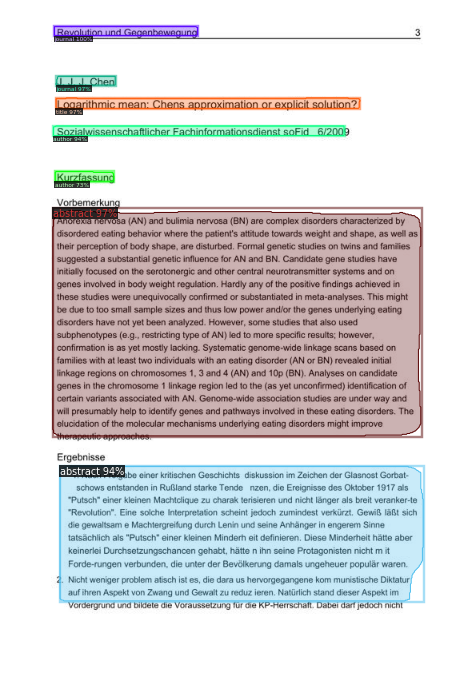 Revolution und Gegenbewegung 3
journal 100%
J. J. J. Chen
journal 97%
Logarithmic mean: Chens approximation or explicit solution?
title 97%
Sozialwissenschaftlicher Fachinformationsdienst soFid 6/2009
author 94%
Kurzfassung
author 73%
Vorbemerkung
abstract 97%
Anorexia nervosa (AN) and bulimia nervosa (BN) are complex disorders characterized by
disordered eating behavior where the patient's attitude towards weight and shape, as well as
their perception of body shape, are disturbed. Formal genetic studies on twins and families
suggested a substantial genetic influence for AN and BN. Candidate gene studies have
initially focused on the serotonergic and other central neurotransmitter systems and on
genes involved in body weight regulation. Hardly any of the positive findings achieved in
these studies were unequivocally confirmed or substantiated in meta-analyses. This might
be due to too small sample sizes and thus low power and/or the genes underlying eating
disorders have not yet been analyzed. However, some studies that also used
subphenotypes (e.g., restricting type of AN) led to more specific results; however,
confirmation is as yet mostly lacking. Systematic genome-wide linkage scans based on
families with at least two individuals with an eating disorder (AN or BN) revealed initial
linkage regions on chromosomes 1, 3 and 4 (AN) and 10p (BN). Analyses on candidate
genes in the chromosome 1 linkage region led to the (as yet unconfirmed) identification of
certain variants associated with AN. Genome-wide association studies are under way and
will presumably help to identify genes and pathways involved in these eating disorders. The
elucidation of the molecular mechanisms underlying eating disorders might improve
therapeutic approaches.
Ergebnisse
abstract 94%
einer kritischen Geschichts diskussion im Zeichen der Glasnost Gorbat-
schows entstanden in Rußland starke Tende nzen, die Ereignisse des Oktober 1917 als
"Putsch" einer kleinen Machtclique zu charak terisieren und nicht länger als breit veranker-te
"Revolution". Eine solche Interpretation scheint jedoch zumindest verkürzt. Gewiß läßt sich
die gewaltsam e Machtergreifung durch Lenin und seine Anhänger in engerem Sinne
tatsächlich als "Putsch" einer kleinen Minderh eit definieren. Diese Minderheit hätte aber
keinerlei Durchsetzungschancen gehabt, hätte n ihn seine Protagonisten nicht m it
Forde-rungen verbunden, die unter der Bevölkerung damals ungeheuer populär waren.
2. Nicht weniger problem atisch ist es, die dara us hervorgegangene kom munistische Diktatur
auf ihren Aspekt von Zwang und Gewalt zu reduz ieren. Natürlich stand dieser Aspekt im
Vordergrund und bildete die Voraussetzung für die KP-Herrschaft. Dabei darf jedoch nicht